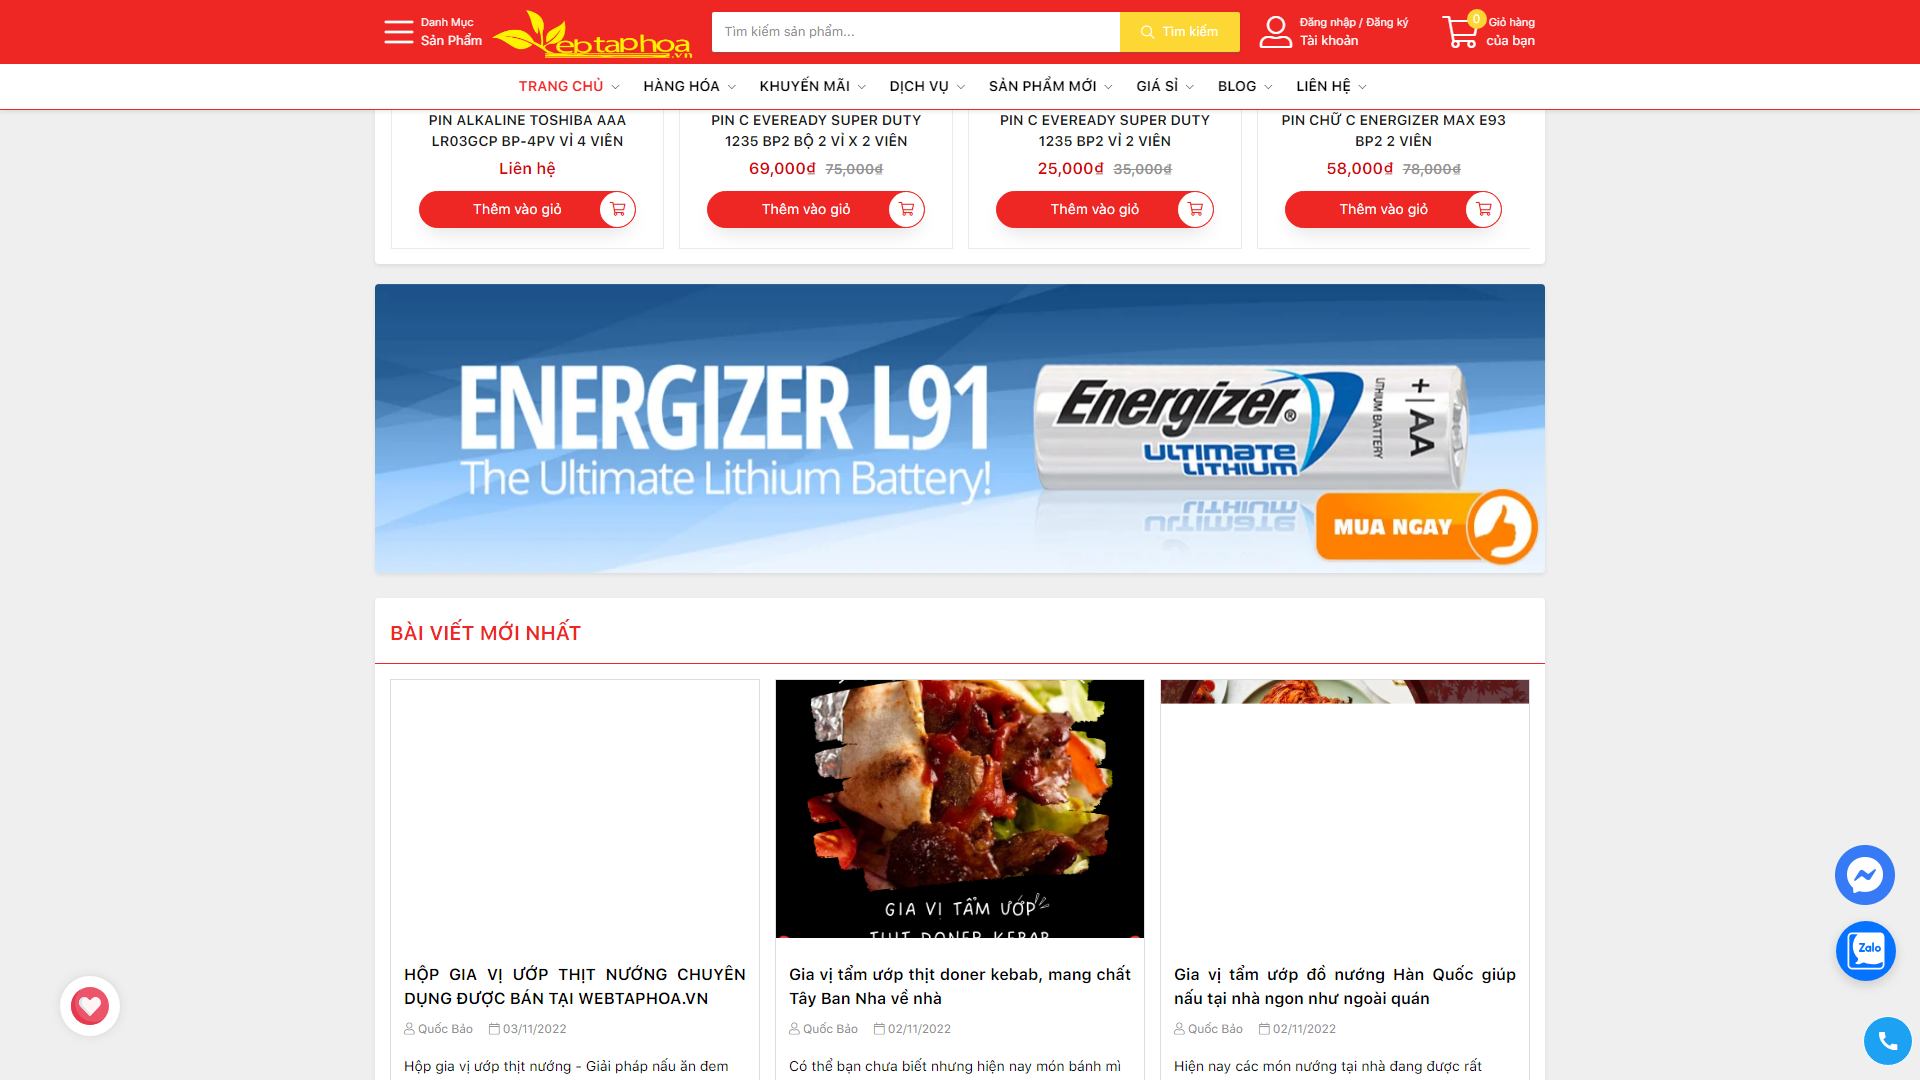 Danh Mục
Sản Phẩm
ebtaphoa
.vn
Tìm kiếm sản phẩm...
Tìm kiếm
Đăng nhập / Đăng ký
Tài khoản
0
Giỏ hàng
của bạn
TRANG CHỦ
HÀNG HÓA
KHUYẾN MÃI
DỊCH VỤ
SẢN PHẨM MỚI
GIÁ SỈ
BLOG
LIÊN HỆ
PIN ALKALINE TOSHIBA AAA
LR03GCP BP-4PV VỈ 4 VIÊN
Liên hệ
Thêm vào giỏ
PIN C EVEREADY SUPER DUTY
1235 BP2 BỘ 2 VỈ X 2 VIÊN
69,000₫ 75,000₫
Thêm vào giỏ
PIN C EVEREADY SUPER DUTY
1235 BP2 VỈ 2 VIÊN
25,000₫ 35,000₫
Thêm vào giỏ
PIN CHỮ C ENERGIZER MAX E93
BP2 2 VIÊN
58,000₫ 78,000₫
Thêm vào giỏ
ENERGIZER L91
The Ultimate Lithium Battery!
Energizer®
ULTIMATE
LITHIUM
LITHIUM BATTERY
+ | AA
MUA NGAY
BÀI VIẾT MỚI NHẤT
HỘP GIA VỊ ƯỚP THỊT NƯỚNG CHUYÊN
DỤNG ĐƯỢC BÁN TẠI WEBTAPHOA.VN
Quốc Bảo 03/11/2022
Hộp gia vị ướp thịt nướng - Giải pháp nấu ăn đem
GIA VỊ TẨM ƯỚP
THỊT DONER KEBAB
Gia vị tẩm ướp thịt doner kebab, mang chất
Tây Ban Nha về nhà
Quốc Bảo 02/11/2022
Có thể bạn chưa biết nhưng hiện nay món bánh mì
Gia vị tẩm ướp đồ nướng Hàn Quốc giúp
nấu tại nhà ngon như ngoài quán
Quốc Bảo 02/11/2022
Hiện nay các món nướng tại nhà đang được rất
Zalo